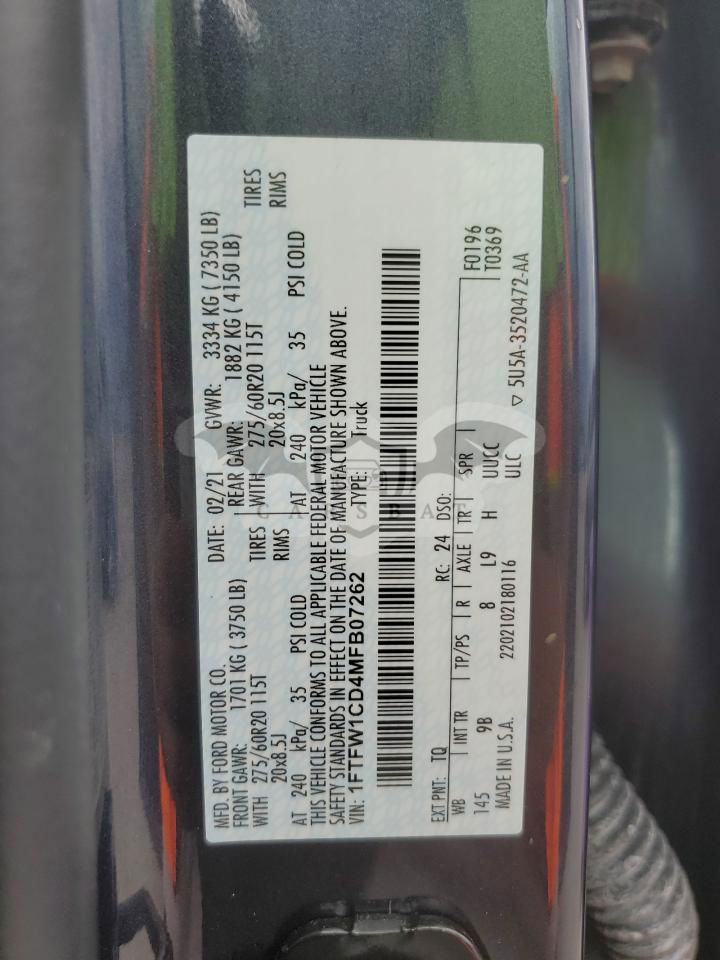 MFD. BY FORD MOTOR CO. DATE: 02/21 GVWR: 3334 KG ( 7350 LB)
FRONT GAWR: 1701 KG ( 3750 LB) REAR GAWR: 1882 KG ( 4150 LB)
WITH 275/60R20 115T TIRES WITH 275/60R20 115T TIRES
20x8.5J RIMS 20x8.5J RIMS
AT 240 kPa/ 35 PSI COLD AT 240 kPa/ 35 PSI COLD
THIS VEHICLE CONFORMS TO ALL APPLICABLE FEDERAL MOTOR VEHICLE
SAFETY STANDARDS IN EFFECT ON THE DATE OF MANUFACTURE SHOWN ABOVE.
VIN: 1FTFW1CD4MFB07262 TYPE: Truck
F0196
T0369
EXT PNT: TQ RC: 24 DSO:
WB INT TR TP/PS R AXLE TR SPR
145 9B 8 L9 H UUCC
ULC
MADE IN U.S.A. 2202102180116
▽ 5U5A-3520472-AA
CARSBAT